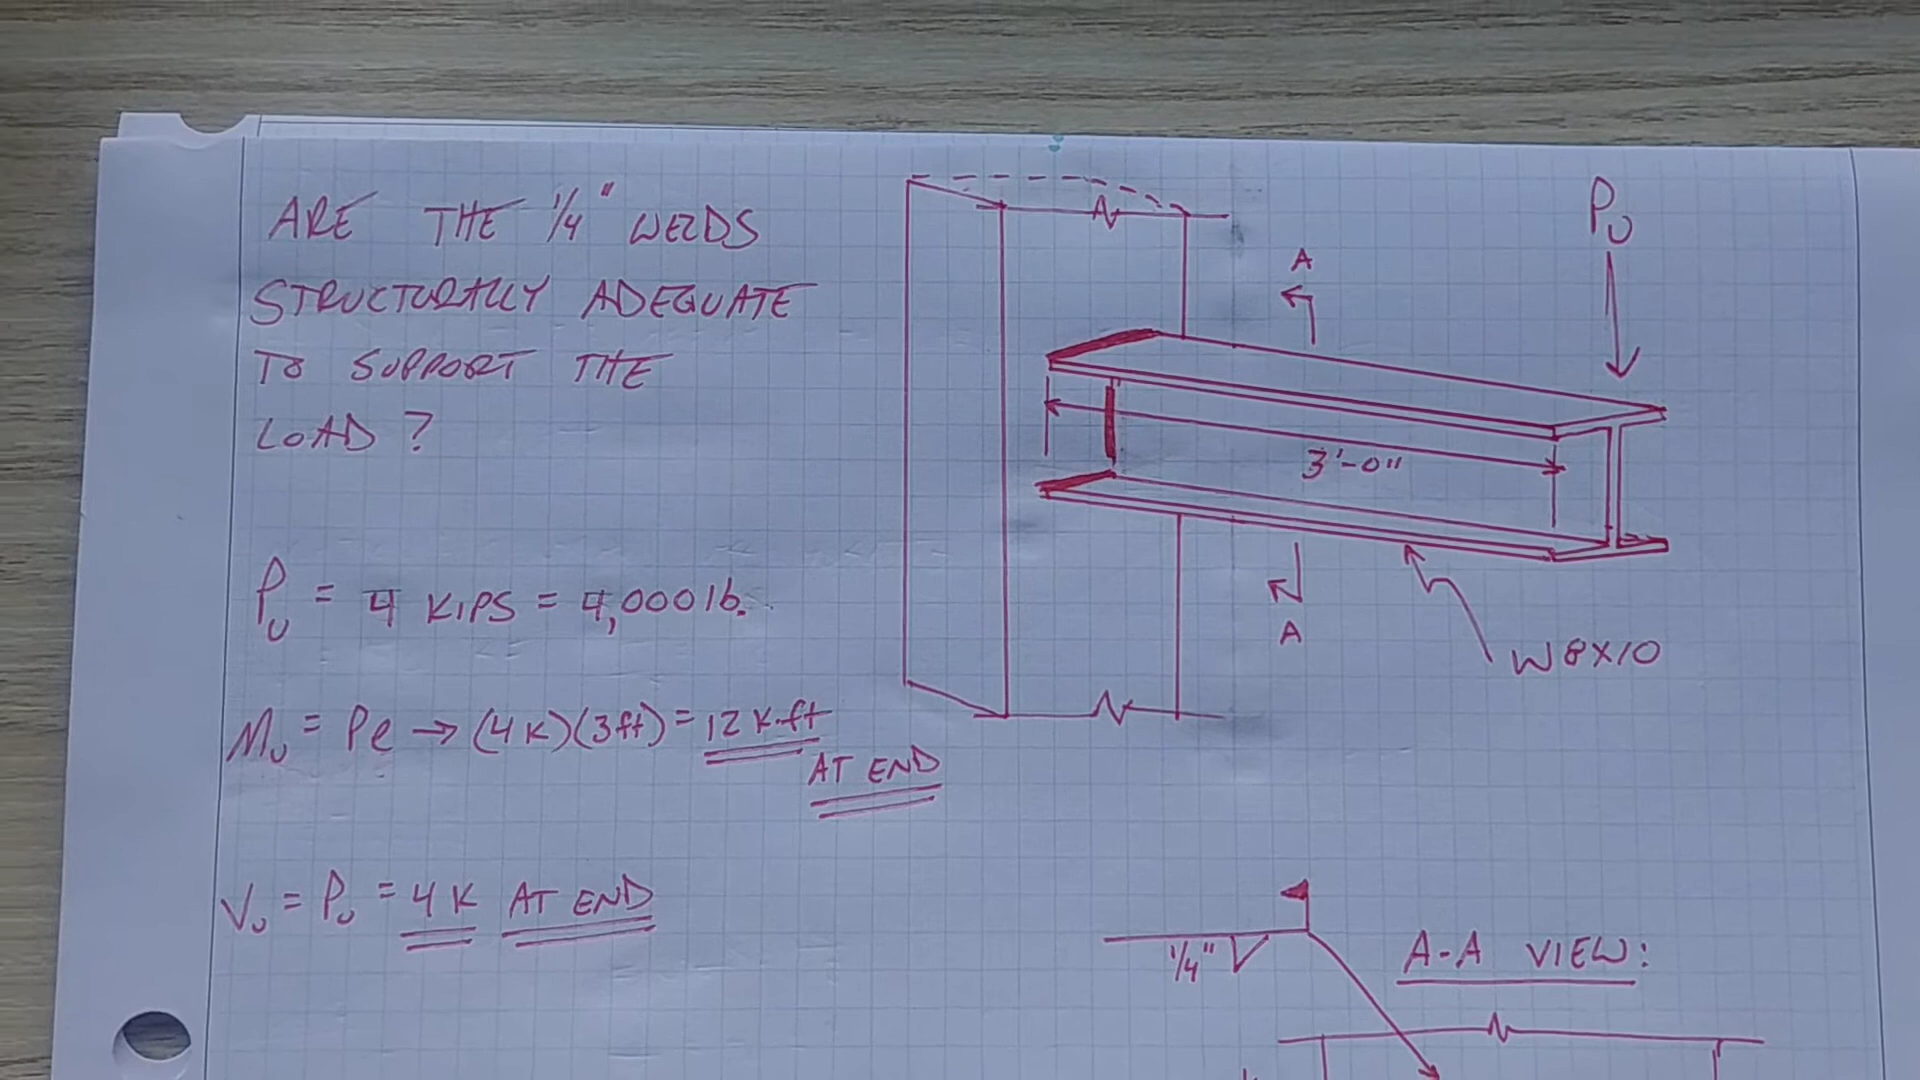 ARE THE 1/4" WELDS
STRUCTURALLY ADEQUATE
TO SUPPORT THE
LOAD?
Pu = 4 KIPS = 4,000 lb.
Mu = Pe → (4K)(3ft) = 12 K·ft
AT END
Vu = Pu = 4K AT END
Pu
A
3'-0"
A
W8X10
1/4"
A-A VIEW: